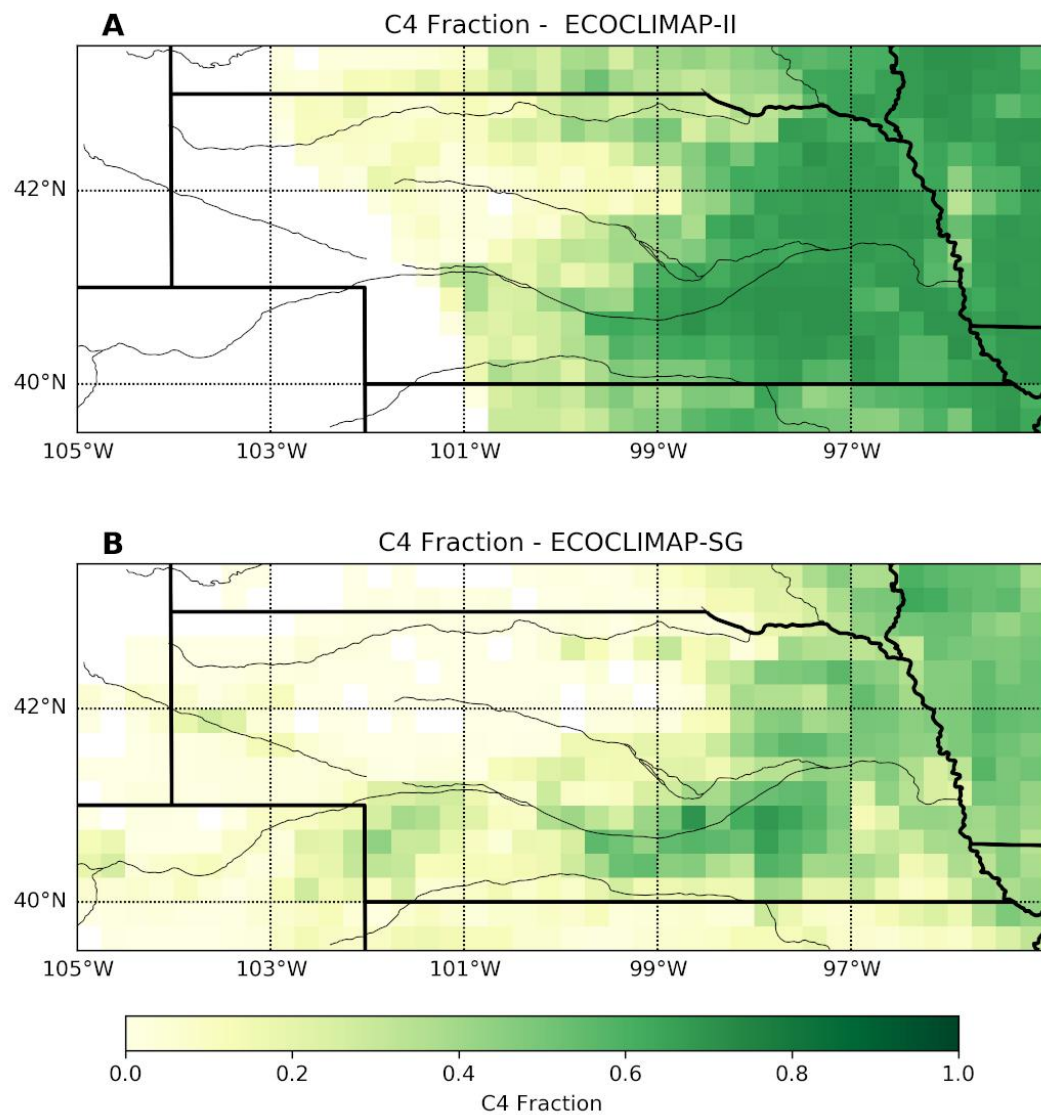 A
C4 Fraction - ECOCLIMAP-II
42°N
40°N
105°W 103°W 101°W 99°W 97°W
B
C4 Fraction - ECOCLIMAP-SG
42°N
40°N
105°W 103°W 101°W 99°W 97°W
0.0 0.2 0.4 0.6 0.8 1.0
C4 Fraction